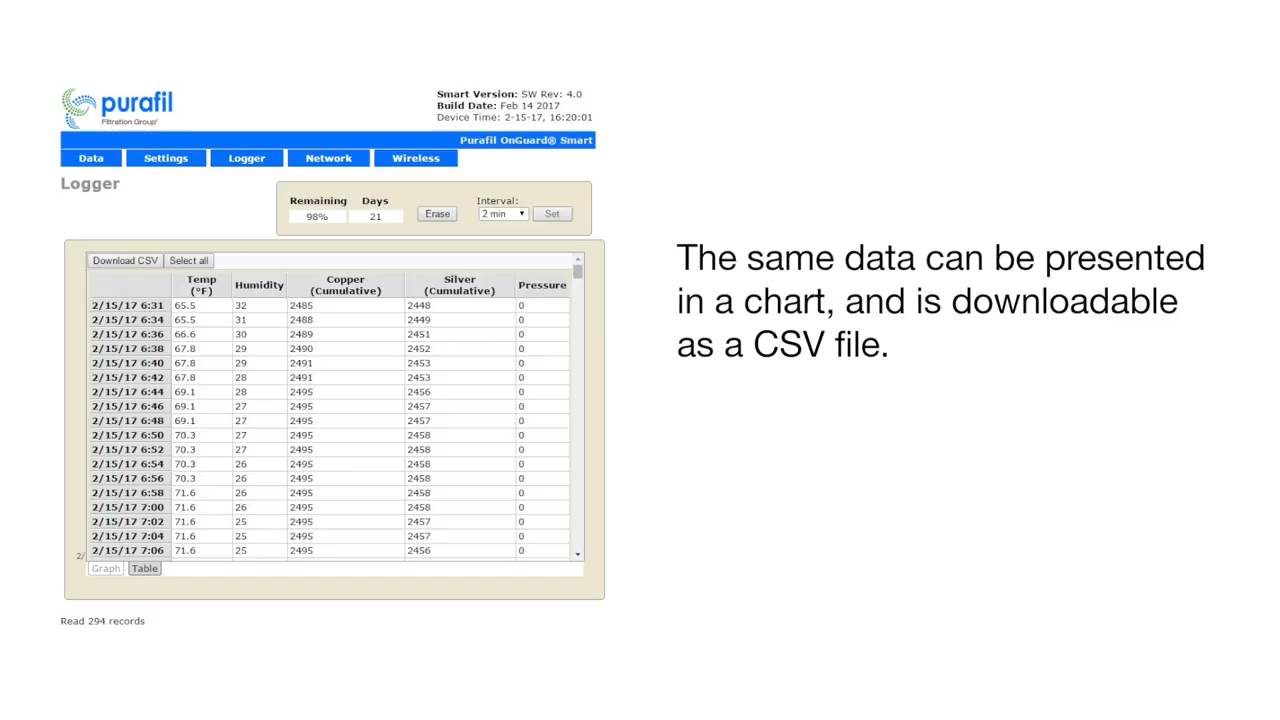 purafil
Filtration Group
Smart Version: SW Rev: 4.0
Build Date: Feb 14 2017
Device Time: 2-15-17, 16:20:01
Purafil OnGuard® Smart
Data Settings Logger Network Wireless
Logger
Remaining Days Interval:
98% 21 Erase 2 min Set
Download CSV Select all
Temp (°F) Humidity Copper (Cumulative) Silver (Cumulative) Pressure
2/15/17 6:31 65.5 32 2485 2448 0
2/15/17 6:34 65.5 31 2488 2449 0
2/15/17 6:36 66.6 30 2489 2451 0
2/15/17 6:38 67.8 29 2490 2452 0
2/15/17 6:40 67.8 29 2491 2453 0
2/15/17 6:42 67.8 28 2491 2453 0
2/15/17 6:44 69.1 28 2495 2456 0
2/15/17 6:46 69.1 27 2495 2457 0
2/15/17 6:48 69.1 27 2495 2457 0
2/15/17 6:50 70.3 27 2495 2458 0
2/15/17 6:52 70.3 27 2495 2458 0
2/15/17 6:54 70.3 26 2495 2458 0
2/15/17 6:56 70.3 26 2495 2458 0
2/15/17 6:58 71.6 26 2495 2458 0
2/15/17 7:00 71.6 26 2495 2458 0
2/15/17 7:02 71.6 25 2495 2457 0
2/15/17 7:04 71.6 25 2495 2457 0
2/15/17 7:06 71.6 25 2495 2456 0
2/
Graph Table
Read 294 records
The same data can be presented
in a chart, and is downloadable
as a CSV file.